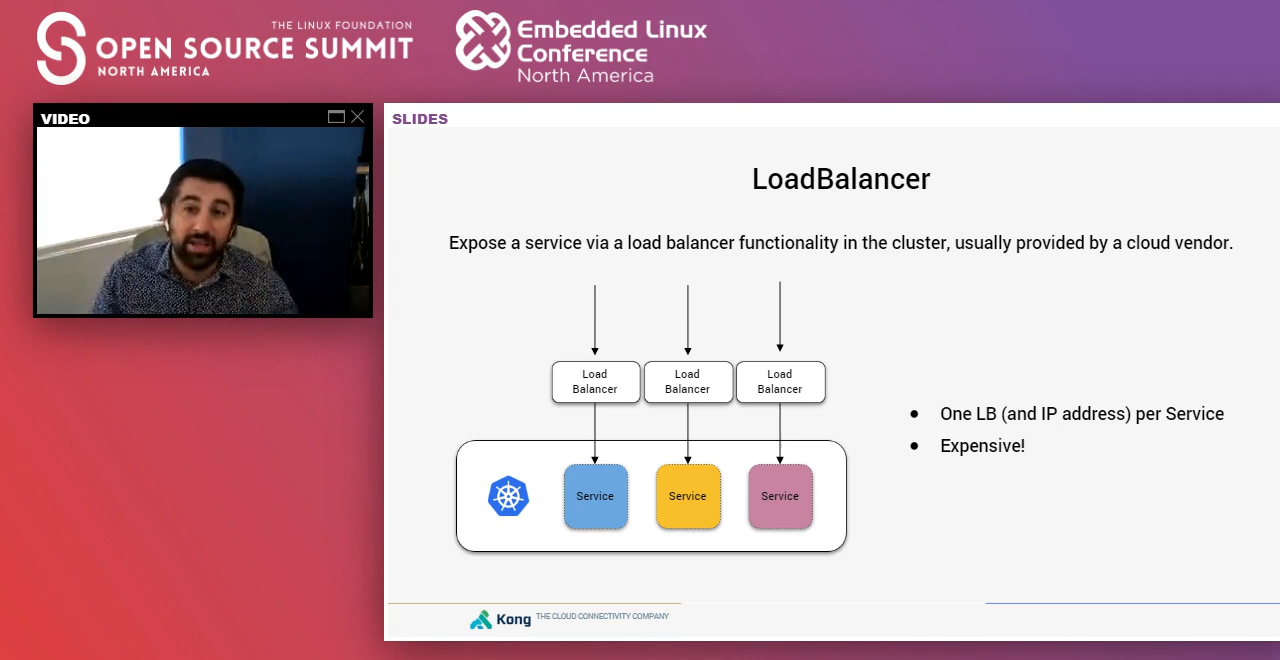 THE LINUX FOUNDATION
OPEN SOURCE SUMMIT
NORTH AMERICA
Embedded Linux
Conference
North America
VIDEO
SLIDES
LoadBalancer
Expose a service via a load balancer functionality in the cluster, usually provided by a cloud vendor.
Load
Balancer
Load
Balancer
Load
Balancer
Service
Service
Service
• One LB (and IP address) per Service
• Expensive!
Kong THE CLOUD CONNECTIVITY COMPANY